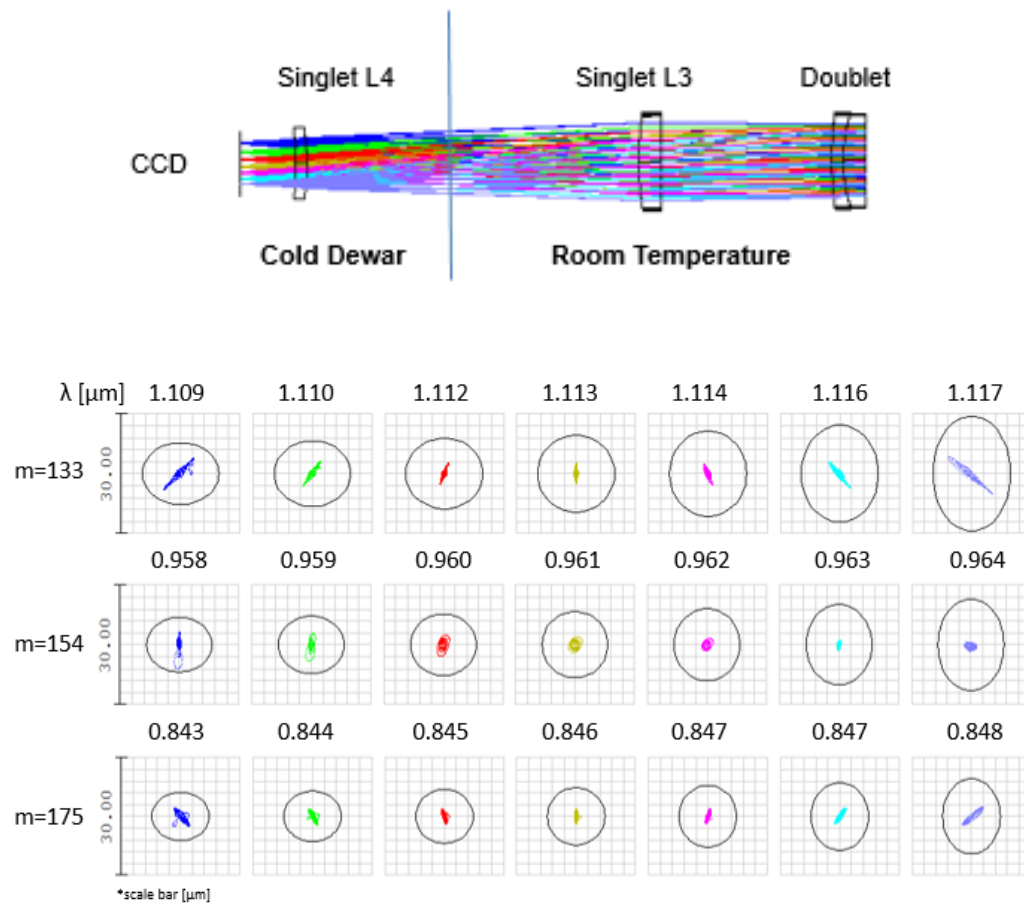 Singlet L4 Singlet L3 Doublet
CCD
Cold Dewar Room Temperature
λ [µm] 1.109 1.110 1.112 1.113 1.114 1.116 1.117
m=133 30.00
0.958 0.959 0.960 0.961 0.962 0.963 0.964
m=154 30.00
0.843 0.844 0.845 0.846 0.847 0.847 0.848
m=175 30.00
*scale bar [µm]